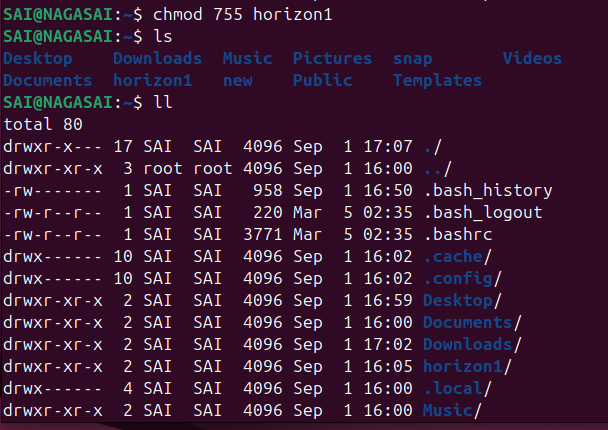 SAI@NAGASAI:~$ chmod 755 horizon1
SAI@NAGASAI:~$ ls
Desktop    Downloads  Music  Pictures  snap       Videos
Documents  horizon1   new    Public    Templates
SAI@NAGASAI:~$ ll
total 80
drwxr-x--- 17 SAI  SAI  4096 Sep  1 17:07 ./
drwxr-xr-x  3 root root 4096 Sep  1 16:00 ../
-rw-------  1 SAI  SAI   958 Sep  1 16:50 .bash_history
-rw-r--r--  1 SAI  SAI   220 Mar  5 02:35 .bash_logout
-rw-r--r--  1 SAI  SAI  3771 Mar  5 02:35 .bashrc
drwx------ 10 SAI  SAI  4096 Sep  1 16:02 .cache/
drwx------ 10 SAI  SAI  4096 Sep  1 16:02 .config/
drwxr-xr-x  2 SAI  SAI  4096 Sep  1 16:59 Desktop/
drwxr-xr-x  2 SAI  SAI  4096 Sep  1 16:00 Documents/
drwxr-xr-x  2 SAI  SAI  4096 Sep  1 17:02 Downloads/
drwxr-xr-x  2 SAI  SAI  4096 Sep  1 16:05 horizon1/
drwx------  4 SAI  SAI  4096 Sep  1 16:00 .local/
drwxr-xr-x  2 SAI  SAI  4096 Sep  1 16:00 Music/